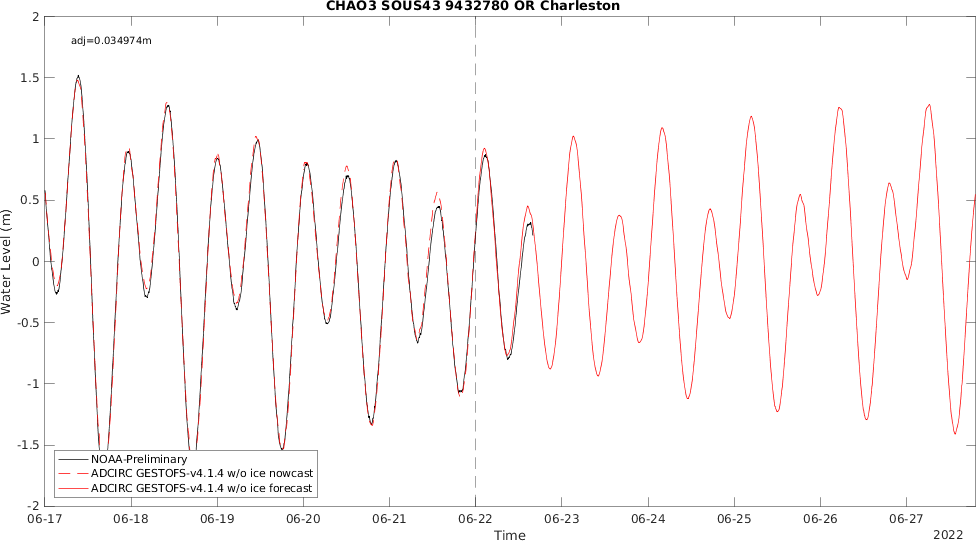 CHAO3 SOUS43 9432780 OR Charleston
adj=0.034974m
Water Level (m)
2
1.5
1
0.5
0
-0.5
-1
-1.5
-2
NOAA-Preliminary
ADCIRC GESTOFS-v4.1.4 w/o ice nowcast
ADCIRC GESTOFS-v4.1.4 w/o ice forecast
06-17 06-18 06-19 06-20 06-21 06-22 06-23 06-24 06-25 06-26 06-27
Time
2022